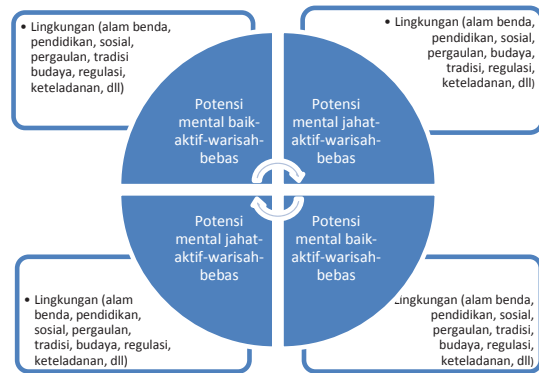 • Lingkungan (alam benda,
pendidikan, sosial,
pergaulan, tradisi
budaya, regulasi,
keteladanan, dll)
• Lingkungan (alam benda,
pendidikan, sosial,
pergaulan, budaya,
tradisi, regulasi,
keteladanan, dll)
Potensi
mental baik-
aktif-warisah-
bebas
Potensi
mental jahat-
aktif-warisah-
bebas
Potensi
mental jahat-
aktif-warisah-
bebas
Potensi
mental baik-
aktif-warisah-
bebas
• Lingkungan (alam
benda, pendidikan,
sosial, pergaulan,
tradisi, budaya, regulasi,
keteladanan, dll)
Lingkungan (alam benda,
pendidikan, sosial,
pergaulan, tradisi,
budaya, regulasi,
keteladanan, dll)